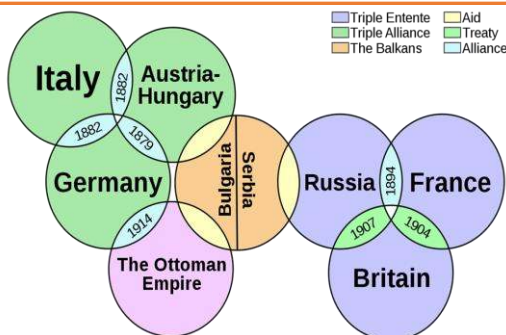 Triple Entente
Triple Alliance
The Balkans
Aid
Treaty
Alliance
Italy
1882
Austria-
Hungary
1882
1879
Germany
Bulgaria
Serbia
Russia
1894
France
1914
1907
1904
The Ottoman
Empire
Britain